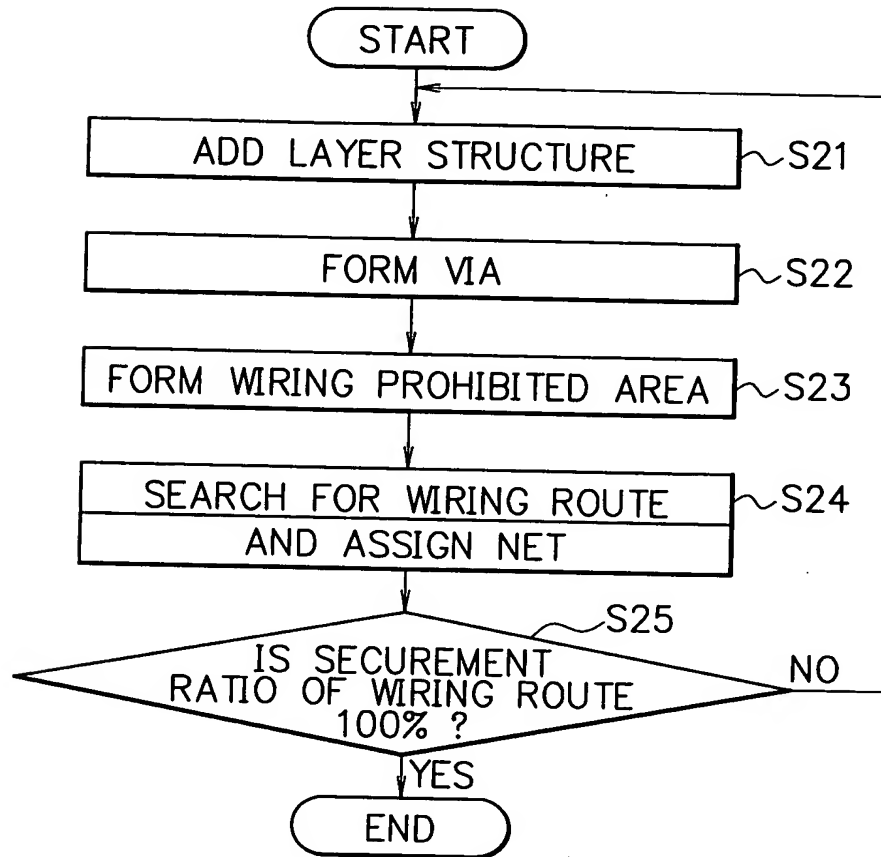 START
ADD LAYER STRUCTURE
S21
FORM VIA
S22
FORM WIRING PROHIBITED AREA
S23
SEARCH FOR WIRING ROUTE
S24
AND ASSIGN NET
S25
IS SECUREMENT
RATIO OF WIRING ROUTE
100% ?
NO
YES
END